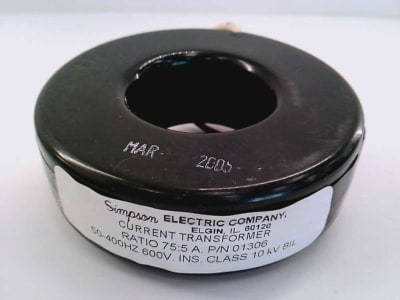 MAR 2005
Simpson ELECTRIC COMPANY,
ELGIN, IL. 60120
CURRENT TRANSFORMER
RATIO 75:5 A. P/N 01306
50-400HZ 600V. INS. CLASS 10 kV BIL